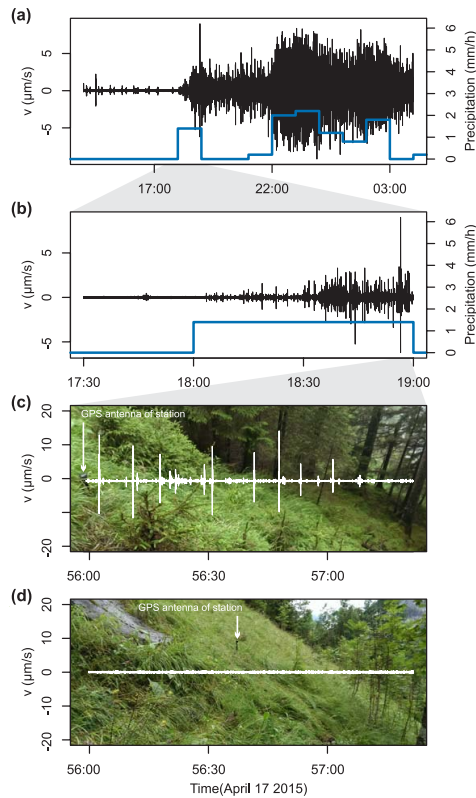 (a)
v (µm/s)
5
0
-5
Precipitation (mm/h)
6
5
4
3
2
1
0
17:00 22:00 03:00
(b)
v (µm/s)
5
0
-5
Precipitation (mm/h)
6
5
4
3
2
1
0
17:30 18:00 18:30 19:00
(c)
GPS antenna of station
v (µm/s)
20
10
0
-10
-20
56:00 56:30 57:00
(d)
GPS antenna of station
v (µm/s)
20
10
0
-10
-20
56:00 56:30 57:00
Time(April 17 2015)